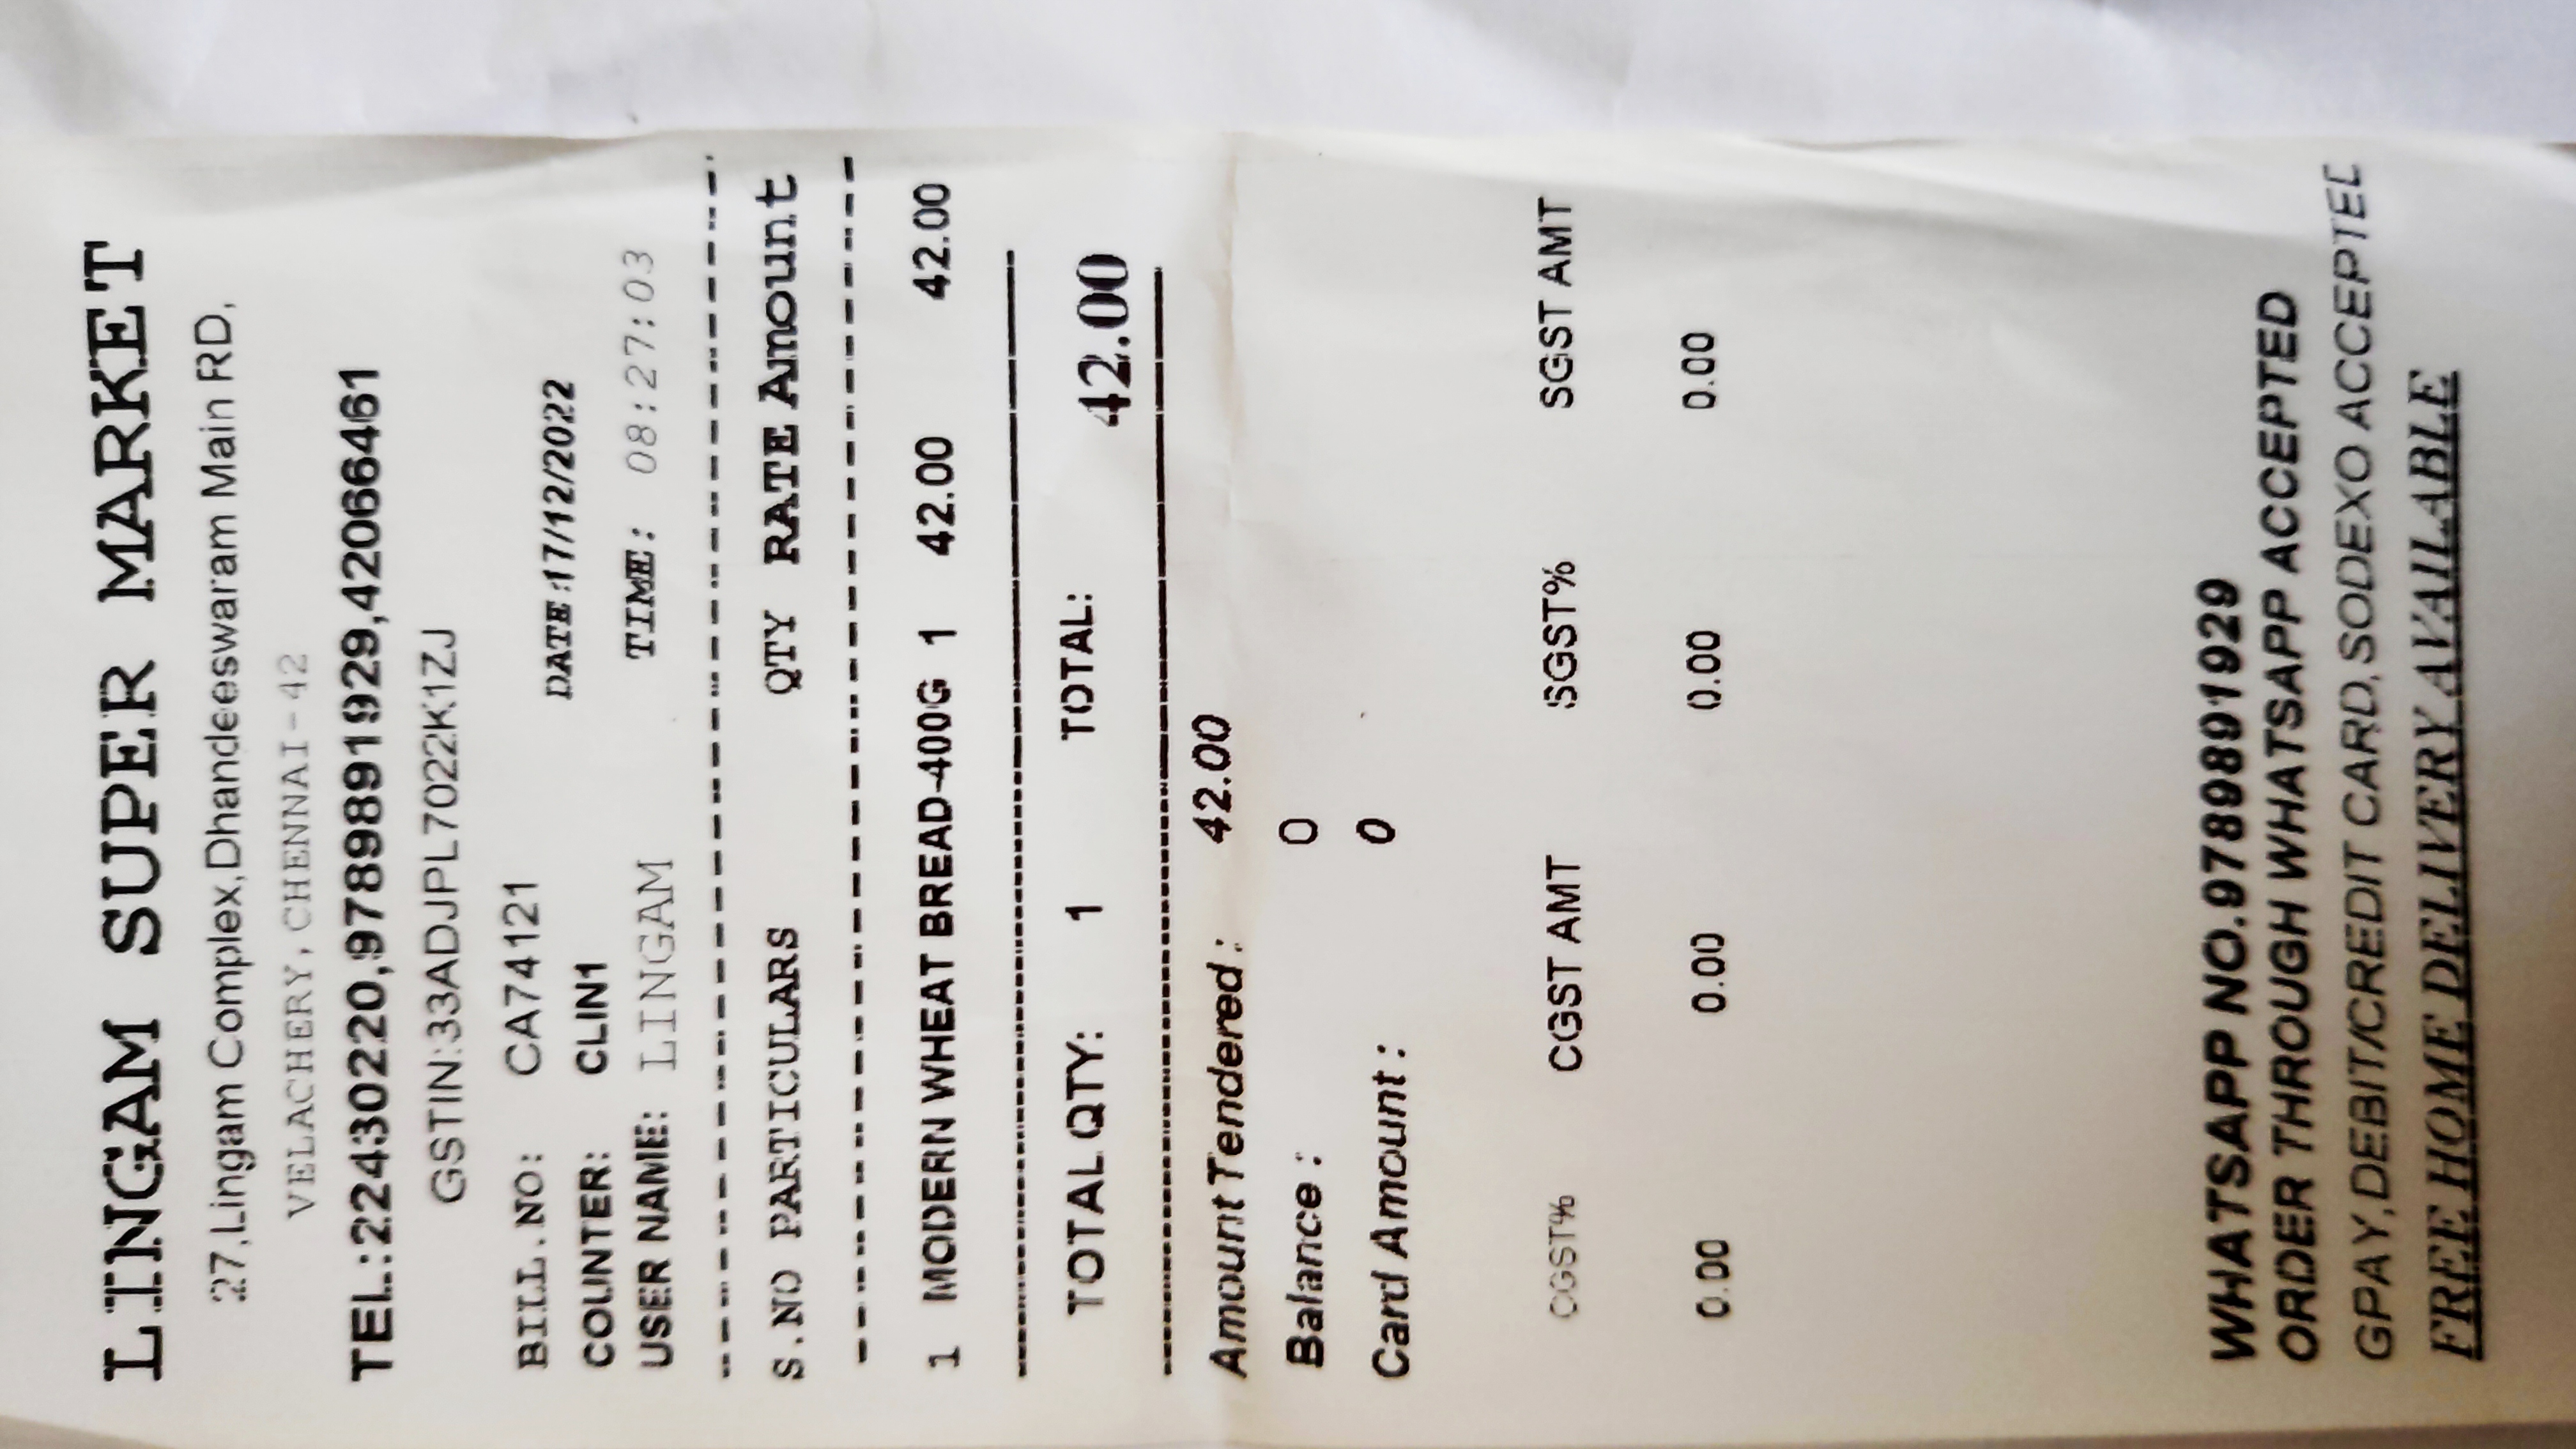 LINGAM SUPER MARKET
27,Lingam Complex,Dhandeeswaram Main RD,
VELACHERY, CHENNAI-42
TEL:22430220,9789891929,42066461
GSTIN:33ADJPL7022K1ZJ
BILL.NO: CA74121
DATE:17/12/2022
COUNTER: CLIN1
USER NAME: LINGAM TIME: 08:27:03
S.NO PARTICULARS QTY RATE Amount
1 MODERN WHEAT BREAD-400G 1 42.00 42.00
TOTAL QTY: 1 TOTAL: 42.00
Amount Tendered : 42.00
Balance : 0
Card Amount : 0
CGST% CGST AMT SGST% SGST AMT
0.00 0.00 0.00 0.00
WHATSAPP NO.9789891929
ORDER THROUGH WHATSAPP ACCEPTED
GPAY,DEBIT/CREDIT CARD,SODEXO ACCEPTED
FREE HOME DELIVERY AVAILABLE